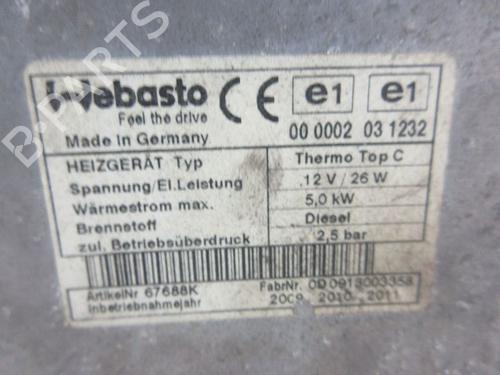 B-PARTS
Webasto CE e1 e1
Feel the drive
00 0002 03 1232
Made in Germany
HEIZGERÄT Typ Thermo Top C
Spannung/El.Leistung 12 V / 26 W
Wärmestrom max. 5,0 kW
Brennstoff Diesel
zul. Betriebsüberdruck 2,5 bar
ArtikelNr 67688K FabrNr.
Inbetriebnahmejahr 2009 2010 2011